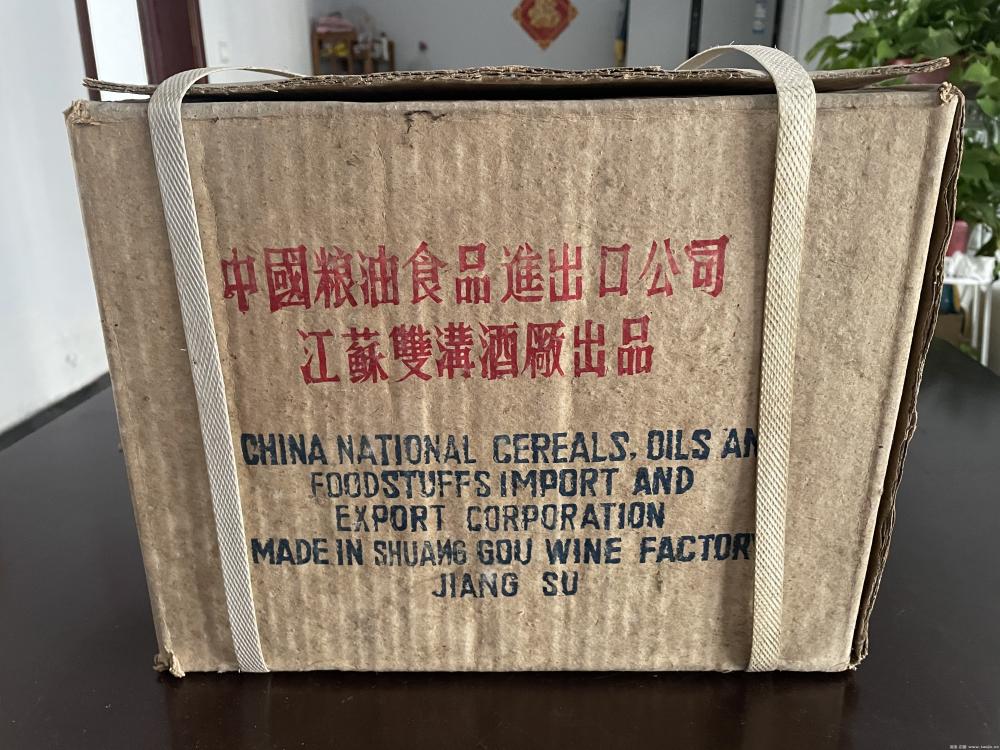 中國粮油食品進出口公司
江蘇雙溝酒厰出品
CHINA NATIONAL CEREALS, OILS AN
FOODSTUFFS IMPORT AND
EXPORT CORPORATION
MADE IN SHUANG GOU WINE FACTORY
JIANG SU